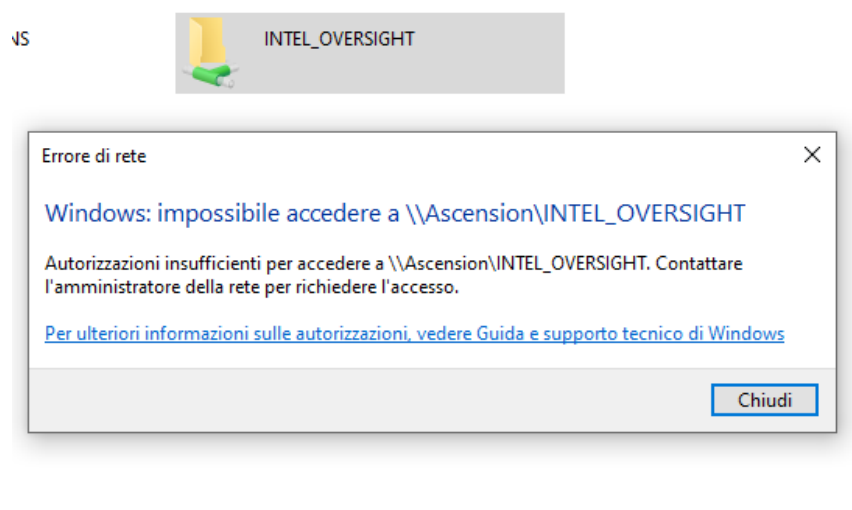 NS
INTEL_OVERSIGHT
Errore di rete
Windows: impossibile accedere a \\Ascension\INTEL_OVERSIGHT
Autorizzazioni insufficienti per accedere a \\Ascension\INTEL_OVERSIGHT. Contattare
l'amministratore della rete per richiedere l'accesso.
Per ulteriori informazioni sulle autorizzazioni, vedere Guida e supporto tecnico di Windows
Chiudi